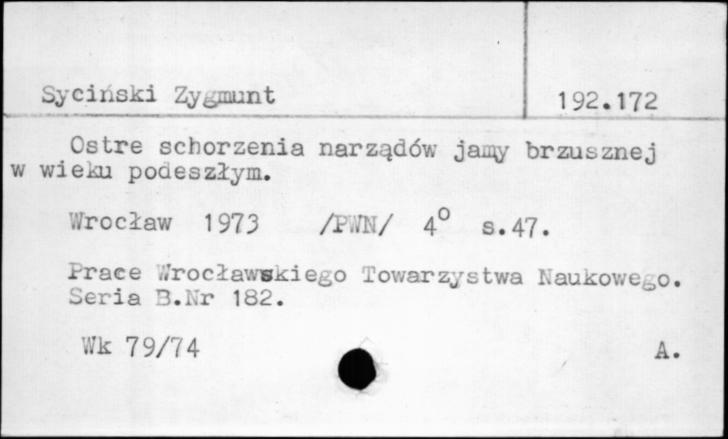 Syciński Zygmunt 192.172
Ostre schorzenia narządów jamy brzusznej
w wieku podeszłym.
Wrocław 1973 /PWN/ 4° s.47.
Prace Wrocławskiego Towarzystwa Naukowego.
Seria B.Nr 182.
Wk 79/74 A.